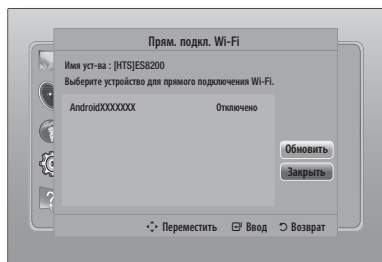 Прям. подкл. Wi-Fi
Имя уст-ва : [HTS]ES8200
Выберите устройство для прямого подключения Wi-Fi.
AndroidXXXXXXX Отключено
Обновить
Закрыть
Переместить Ввод Возврат